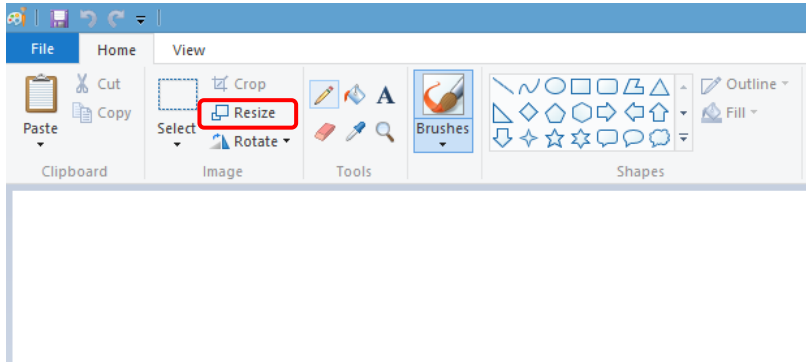 File Home View
Cut Crop Outline
Copy Resize A Fill
Paste Select Rotate Brushes
Clipboard Image Tools Shapes